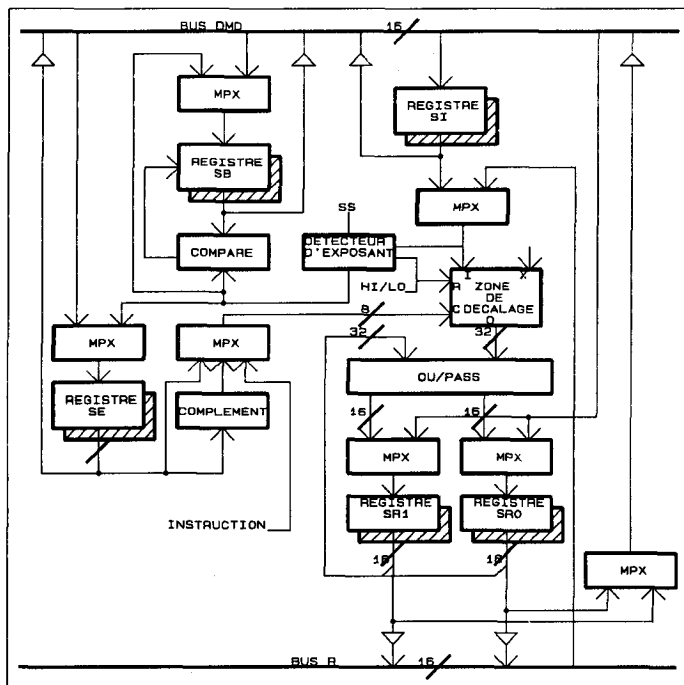 BUS DMD 16
MPX
REGISTRE
SI
REGISTRE
SB
MPX
SS
COMPARE
DETECTEUR
D'EXPOSANT
I X
R ZONE
DE
C DECALAGE
O
HI/LO
8
32
32
MPX
MPX
OU/PASS
REGISTRE
SE
COMPLEMENT
16
16
MPX
MPX
REGISTRE
SR1
REGISTRE
SR0
INSTRUCTION
16
16
MPX
BUS R 16